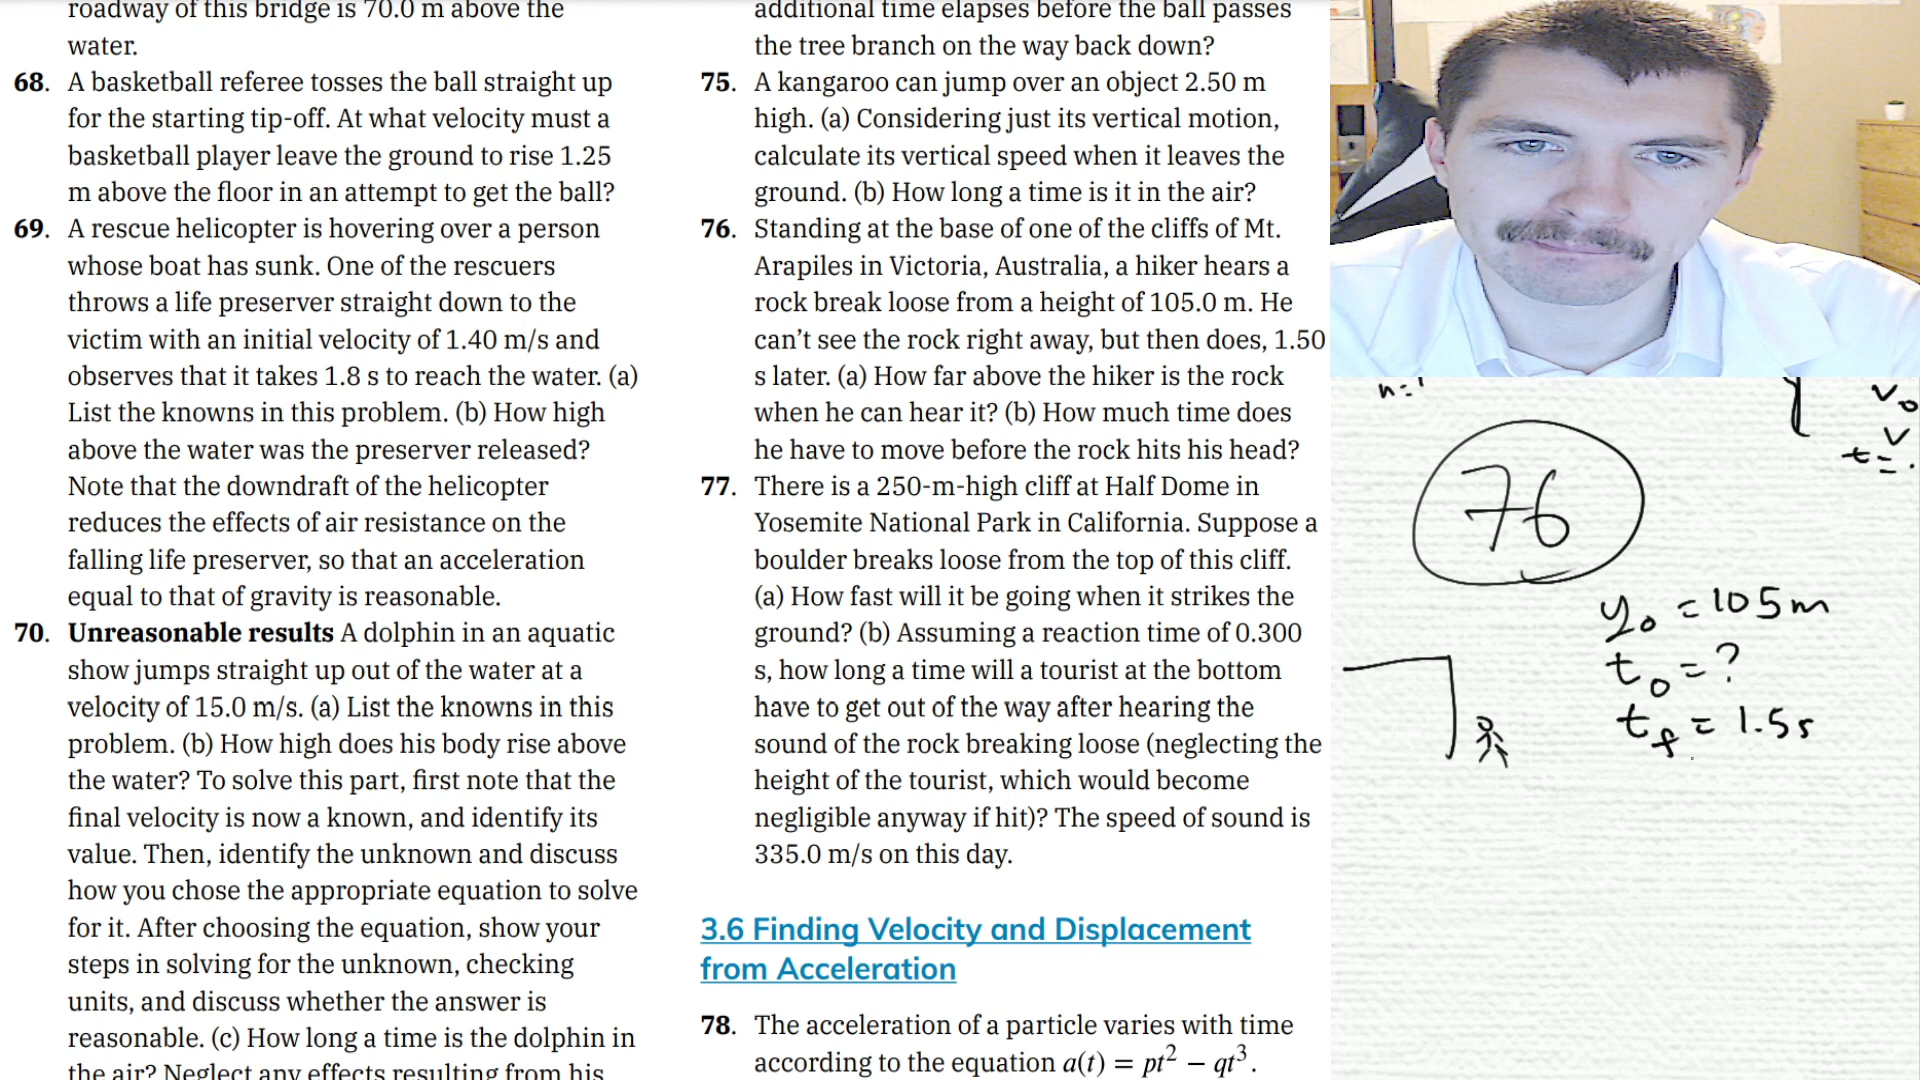 roadway of this bridge is 70.0 m above the
water.
68. A basketball referee tosses the ball straight up
for the starting tip-off. At what velocity must a
basketball player leave the ground to rise 1.25
m above the floor in an attempt to get the ball?
69. A rescue helicopter is hovering over a person
whose boat has sunk. One of the rescuers
throws a life preserver straight down to the
victim with an initial velocity of 1.40 m/s and
observes that it takes 1.8 s to reach the water. (a)
List the knowns in this problem. (b) How high
above the water was the preserver released?
Note that the downdraft of the helicopter
reduces the effects of air resistance on the
falling life preserver, so that an acceleration
equal to that of gravity is reasonable.
70. Unreasonable results A dolphin in an aquatic
show jumps straight up out of the water at a
velocity of 15.0 m/s. (a) List the knowns in this
problem. (b) How high does his body rise above
the water? To solve this part, first note that the
final velocity is now a known, and identify its
value. Then, identify the unknown and discuss
how you chose the appropriate equation to solve
for it. After choosing the equation, show your
steps in solving for the unknown, checking
units, and discuss whether the answer is
reasonable. (c) How long a time is the dolphin in
the air? Neglect any effects resulting from his
additional time elapses before the ball passes
the tree branch on the way back down?
75. A kangaroo can jump over an object 2.50 m
high. (a) Considering just its vertical motion,
calculate its vertical speed when it leaves the
ground. (b) How long a time is it in the air?
76. Standing at the base of one of the cliffs of Mt.
Arapiles in Victoria, Australia, a hiker hears a
rock break loose from a height of 105.0 m. He
can’t see the rock right away, but then does, 1.50
s later. (a) How far above the hiker is the rock
when he can hear it? (b) How much time does
he have to move before the rock hits his head?
77. There is a 250-m-high cliff at Half Dome in
Yosemite National Park in California. Suppose a
boulder breaks loose from the top of this cliff.
(a) How fast will it be going when it strikes the
ground? (b) Assuming a reaction time of 0.300
s, how long a time will a tourist at the bottom
have to get out of the way after hearing the
sound of the rock breaking loose (neglecting the
height of the tourist, which would become
negligible anyway if hit)? The speed of sound is
335.0 m/s on this day.
3.6 Finding Velocity and Displacement
from Acceleration
78. The acceleration of a particle varies with time
according to the equation a(t) = pt² − qt³.
v₀
v
t=
76
y₀ = 105m
t₀ = ?
t_f = 1.5s